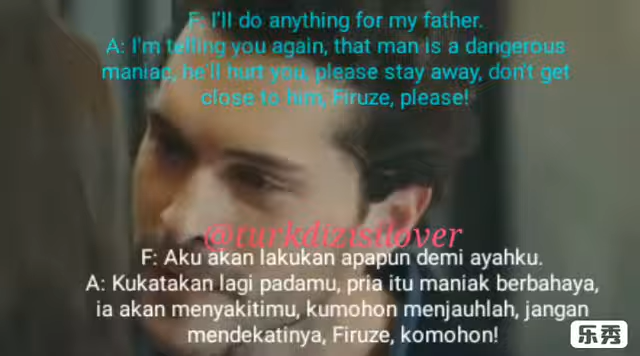 F: I'll do anything for my father.
A: I'm telling you again, that man is a dangerous
maniac, he'll hurt you, please stay away, don't get
close to him, Firuze, please!
@turkdizisilover
F: Aku akan lakukan apapun demi ayahku.
A: Kukatakan lagi padamu, pria itu maniak berbahaya,
ia akan menyakitimu, kumohon menjauhlah, jangan
mendekatinya, Firuze, komohon!
乐秀